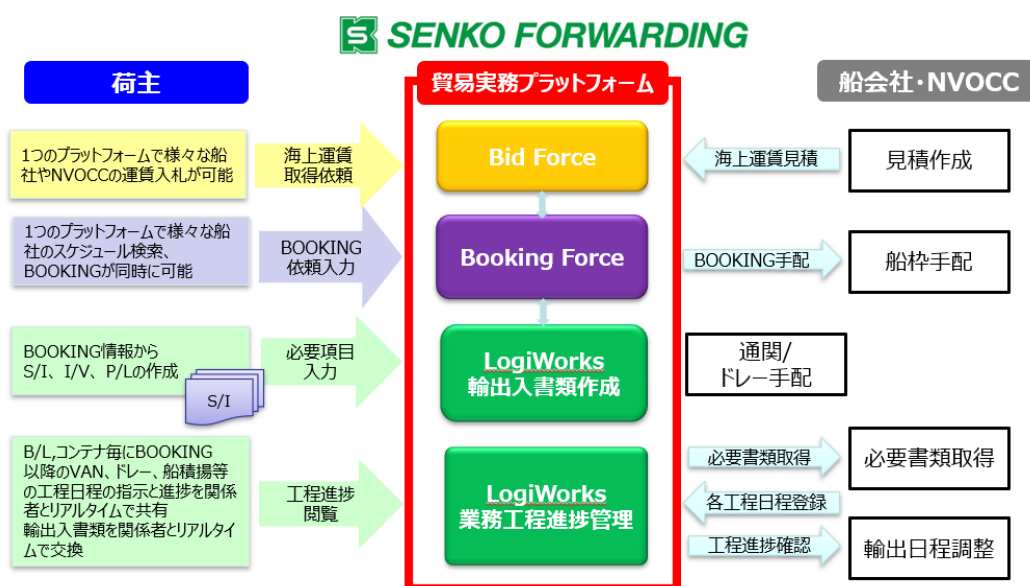 SENKO FORWARDING
荷主
貿易実務プラットフォーム
船会社・NVOCC
1つのプラットフォームで様々な船
社やNVOCCの運賃入札が可能
海上運賃
取得依頼
Bid Force
海上運賃見積
見積作成
1つのプラットフォームで様々な船
社のスケジュール検索、
BOOKINGが同時に可能
BOOKING
依頼入力
Booking Force
BOOKING手配
船枠手配
BOOKING情報から
S/I、I/V、P/Lの作成
S/I
必要項目
入力
LogiWorks
輸出入書類作成
通関/
ドレー手配
B/L,コンテナ毎にBOOKING
以降のVAN、ドレー、船積揚等
の工程日程の指示と進捗を関係
者とリアルタイムで共有
輸出入書類を関係者とリアルタイ
ムで交換
工程進捗
閲覧
LogiWorks
業務工程進捗管理
必要書類取得
必要書類取得
各工程日程登録
工程進捗確認
輸出日程調整